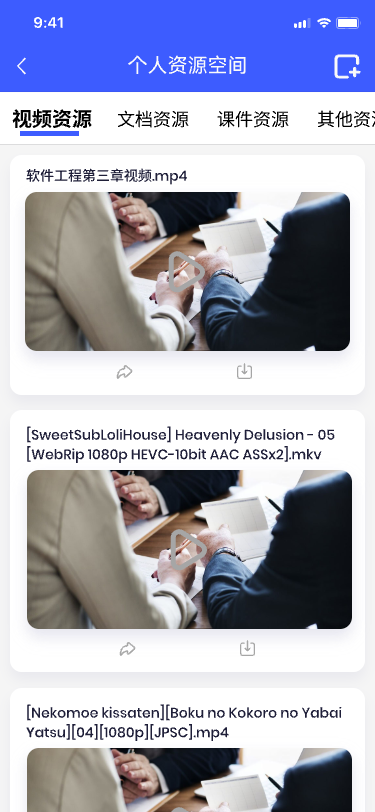 9:41
个人资源空间
视频资源 文档资源 课件资源 其他资
软件工程第三章视频.mp4
[SweetSubLoliHouse] Heavenly Delusion - 05
[WebRip 1080p HEVC-10bit AAC ASSx2].mkv
[Nekomoe kissaten][Boku no Kokoro no Yabai
Yatsu][04][1080p][JPSC].mp4